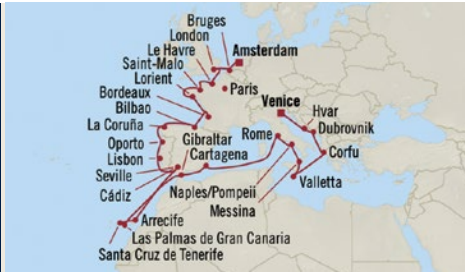 Bruges
London
Le Havre
Amsterdam
Saint-Malo
Lorient
Paris
Bordeaux
Venice
Bilbao
Hvar
La Coruña
Gibraltar
Rome
Dubrovnik
Oporto
Cartagena
Corfu
Lisbon
Seville
Naples/Pompeii
Valletta
Cádiz
Messina
Arrecife
Las Palmas de Gran Canaria
Santa Cruz de Tenerife